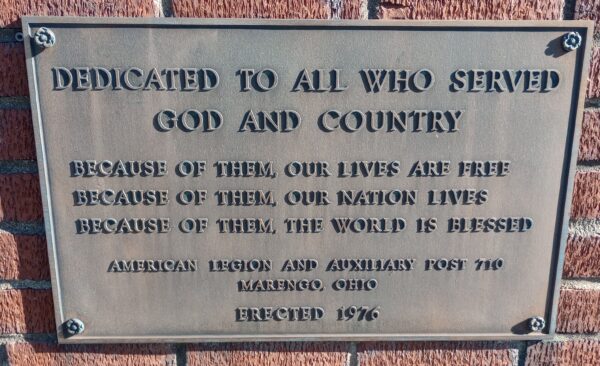 DEDICATED TO ALL WHO SERVED
GOD AND COUNTRY
BECAUSE OF THEM, OUR LIVES ARE FREE
BECAUSE OF THEM, OUR NATION LIVES
BECAUSE OF THEM, THE WORLD IS BLESSED
AMERICAN LEGION AND AUXILIARY POST 710
MARENGO, OHIO
ERECTED 1976